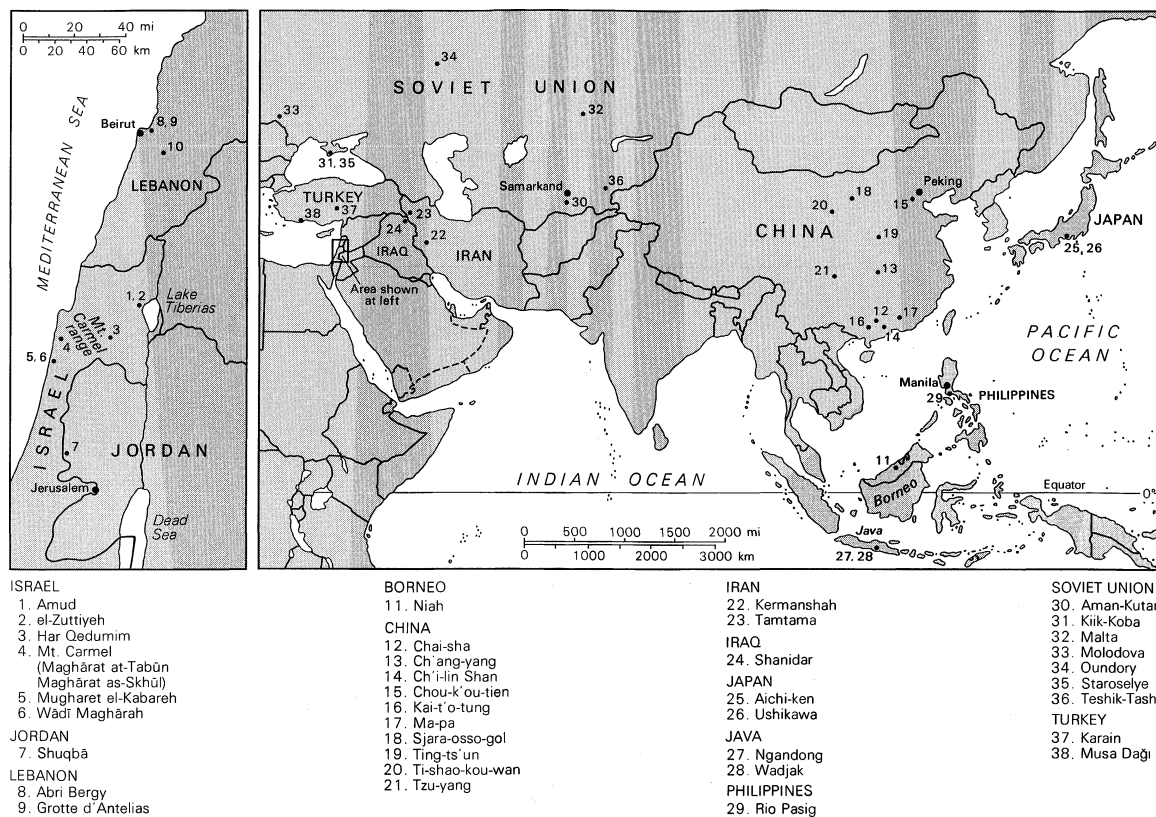 0 20 40 mi
0 20 40 60 km
MEDITERRANEAN SEA
Beirut
8, 9
10
LEBANON
1, 2
Lake
Tiberias
Mt.
Carmel
range
3
4
5, 6
ISRAEL
JORDAN
7
Jerusalem
Dead
Sea
34
SOVIET UNION
33
32
31, 35
Samarkand
36
30
TURKEY
38
37
23
24
22
IRAQ
IRAN
Area shown
at left
Peking
18
20
15
CHINA
19
21
13
JAPAN
25, 26
12
17
16
14
PACIFIC
OCEAN
Manila
29
PHILIPPINES
11
INDIAN OCEAN
Borneo
Equator
0°
Java
27, 28
0 500 1000 1500 2000 mi
0 1000 2000 3000 km
ISRAEL
1. Amud
2. el-Zuttiyeh
3. Har Qedumim
4. Mt. Carmel
(Maghārat at-Tabūn
Maghārat as-Skhūl)
5. Mugharet el-Kabareh
6. Wādī Maghārah
JORDAN
7. Shuqbā
LEBANON
8. Abri Bergy
9. Grotte d'Antelias
BORNEO
11. Niah
CHINA
12. Chai-sha
13. Ch'ang-yang
14. Ch'i-lin Shan
15. Chou-k'ou-tien
16. Kai-t'o-tung
17. Ma-pa
18. Sjara-osso-gol
19. Ting-ts'un
20. Ti-shao-kou-wan
21. Tzu-yang
IRAN
22. Kermanshah
23. Tamtama
IRAQ
24. Shanidar
JAPAN
25. Aichi-ken
26. Ushikawa
JAVA
27. Ngandong
28. Wadjak
PHILIPPINES
29. Rio Pasig
SOVIET UNION
30. Aman-Kutan
31. Kiik-Koba
32. Malta
33. Molodova
34. Oundory
35. Staroselye
36. Teshik-Tash
TURKEY
37. Karain
38. Musa Daği